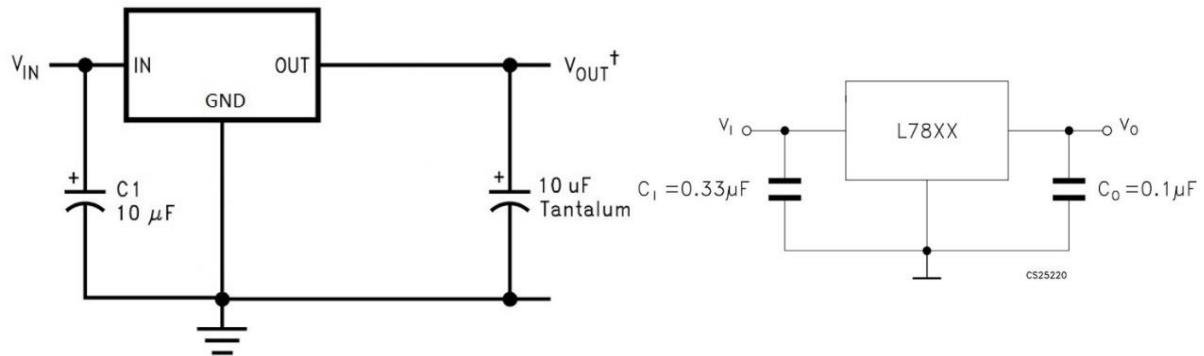 V_IN IN OUT V_OUT†
GND
+ C1
10 μF
+ 10 uF
Tantalum
V_I L78XX V_O
C_I=0.33μF C_O=0.1μF
CS25220